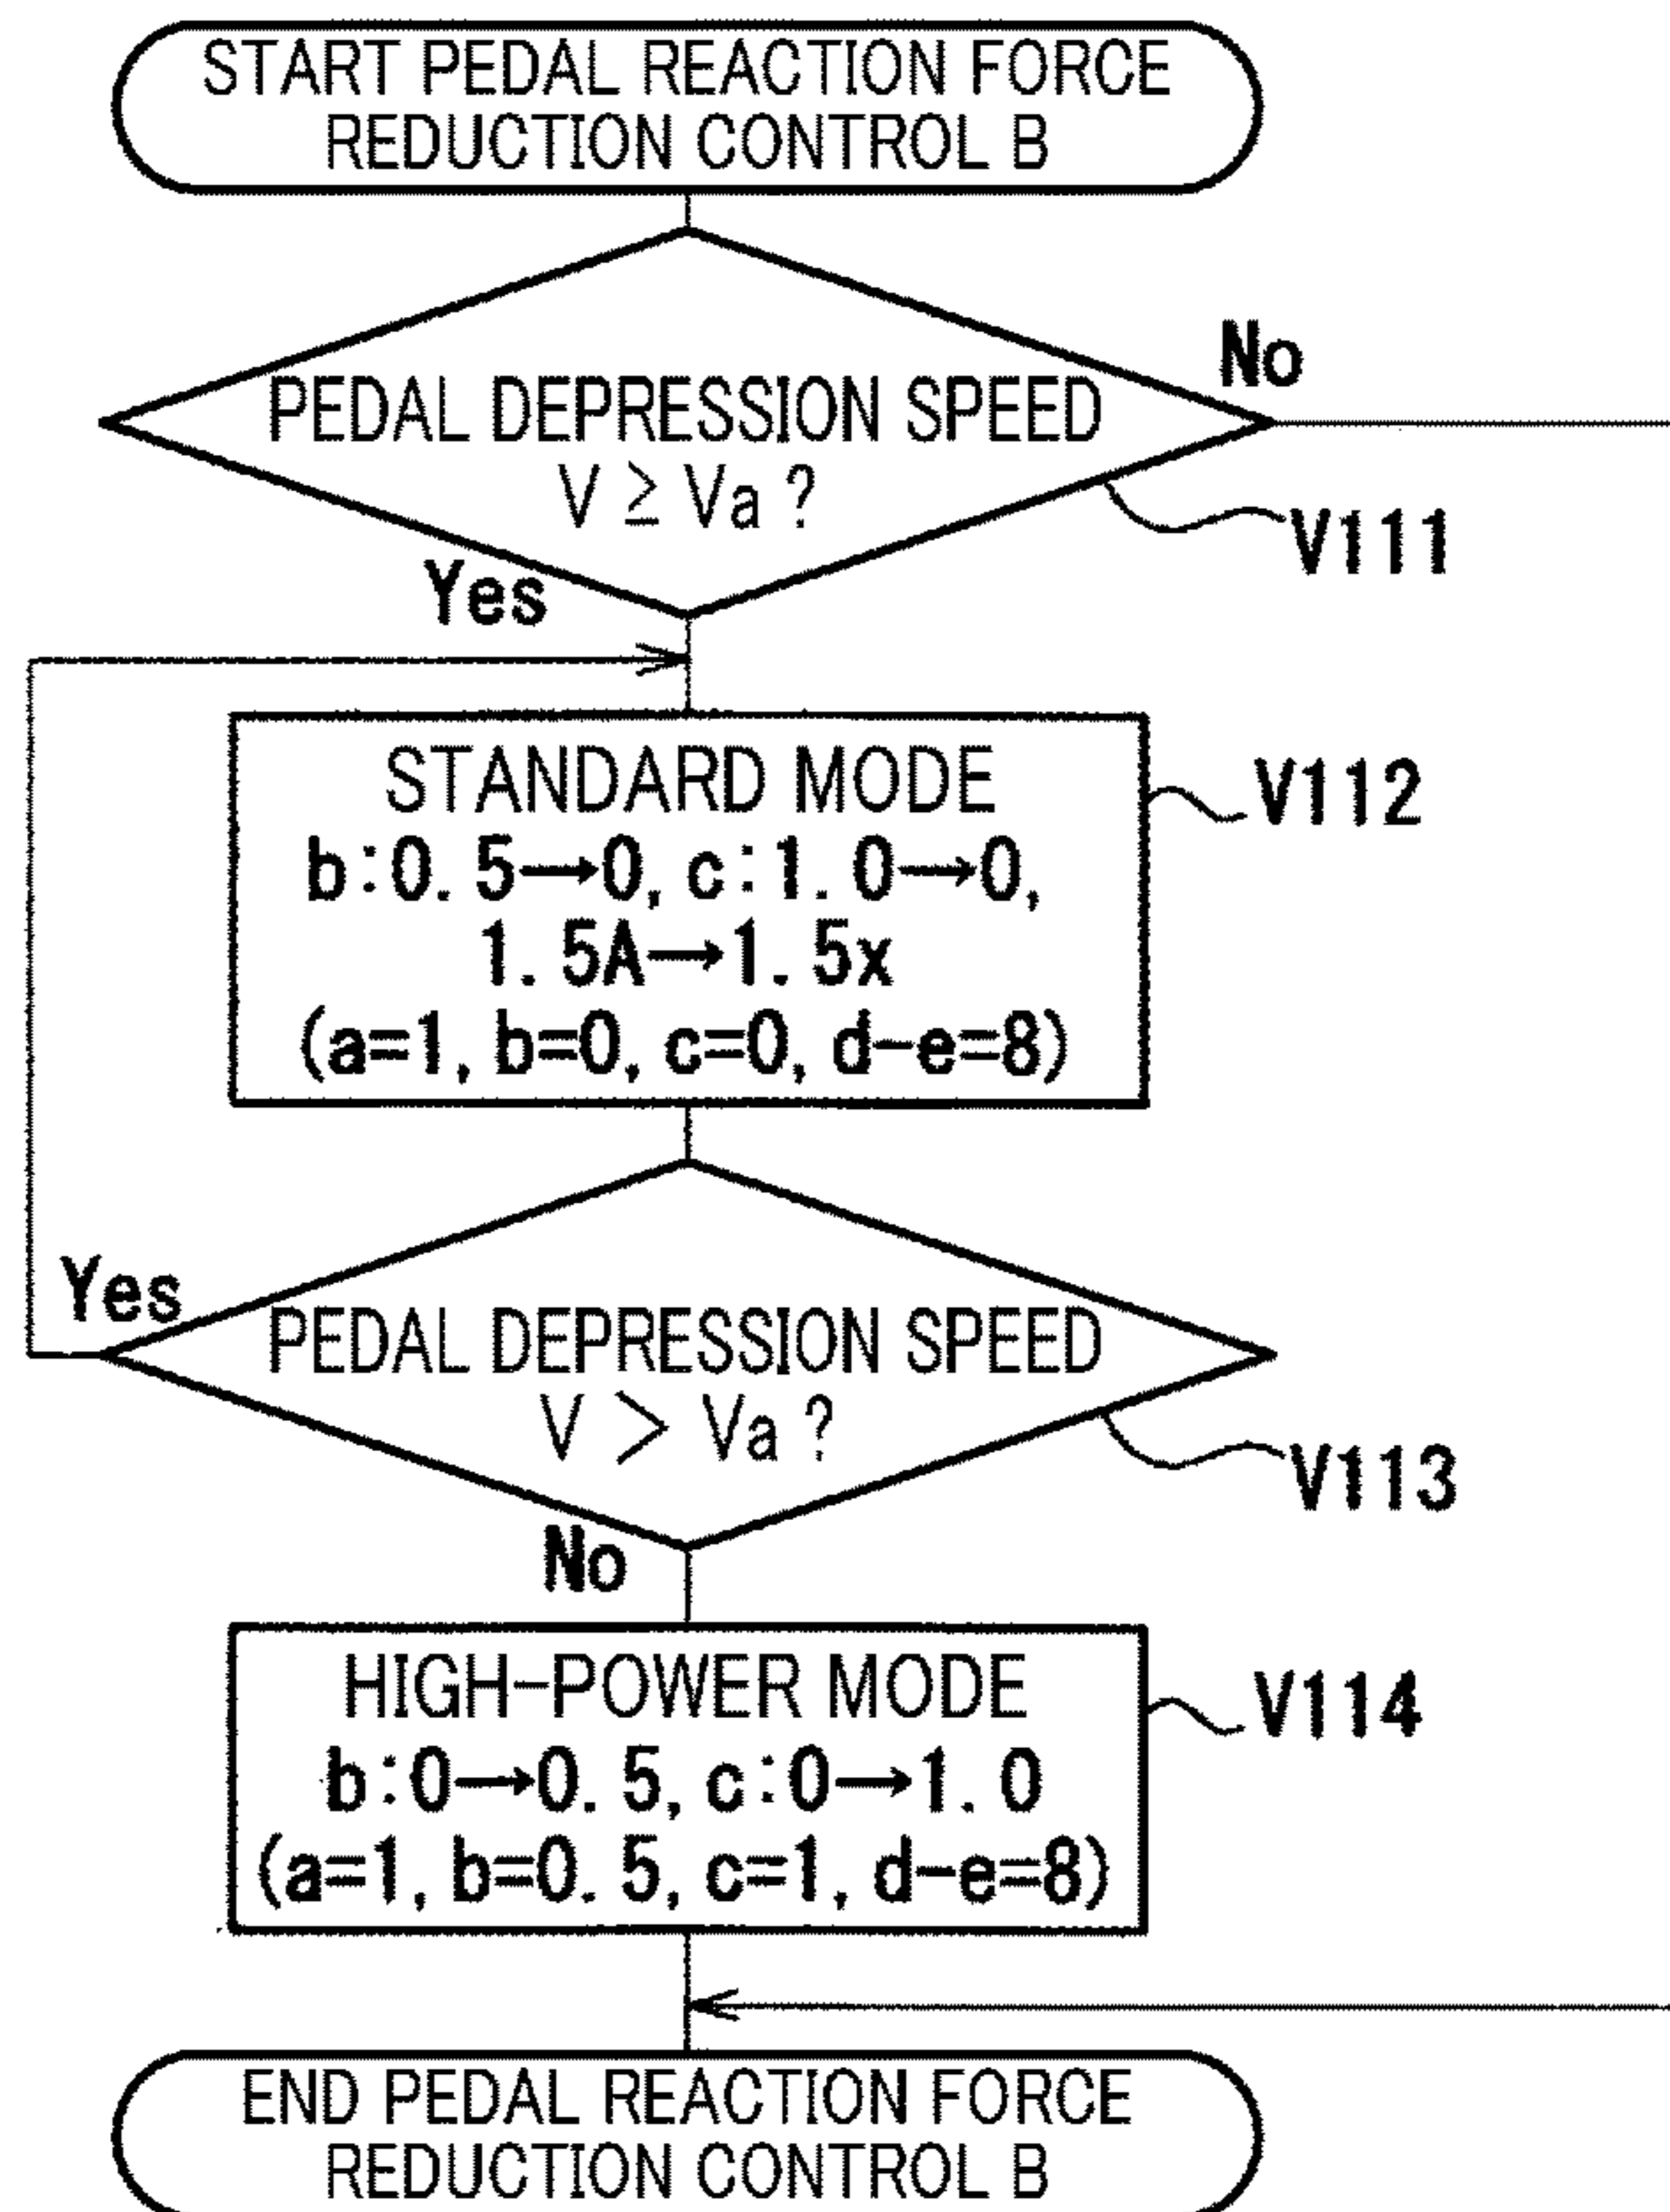 START PEDAL REACTION FORCE
REDUCTION CONTROL B
No
PEDAL DEPRESSION SPEED
V ≧ Va ?
V111
Yes
STANDARD MODE
V112
b:0.5→0, c:1.0→0,
1.5A→1.5x
(a=1, b=0, c=0, d-e=8)
Yes
PEDAL DEPRESSION SPEED
V > Va ?
V113
No
HIGH-POWER MODE
V114
b:0→0.5, c:0→1.0
(a=1, b=0.5, c=1, d-e=8)
END PEDAL REACTION FORCE
REDUCTION CONTROL B